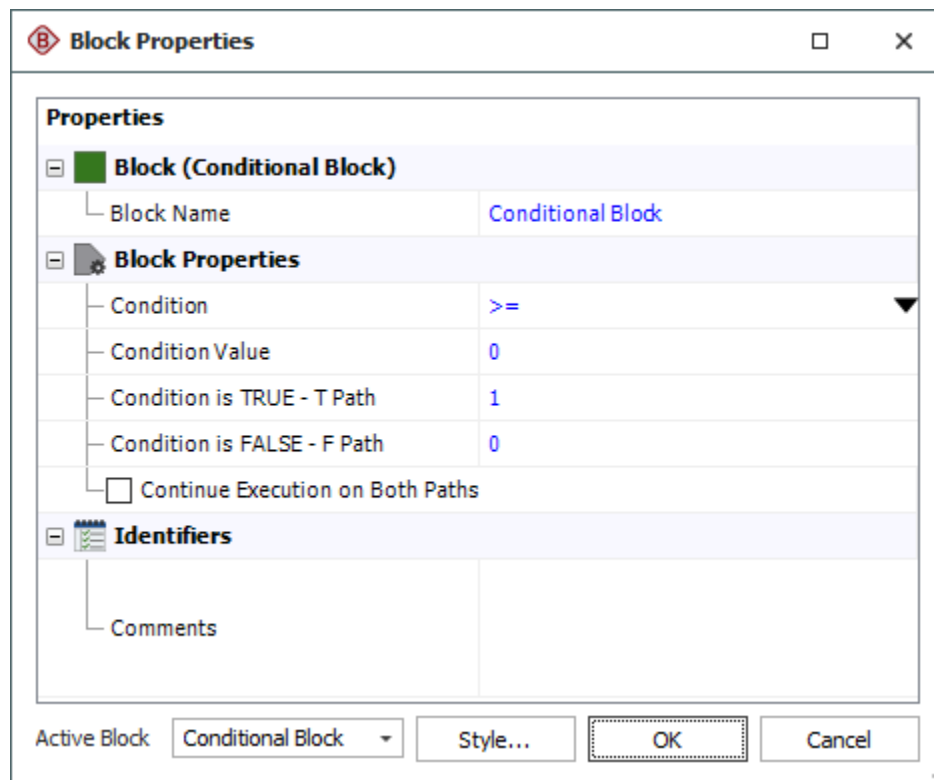 B Block Properties
Properties
Block (Conditional Block)
Block Name Conditional Block
Block Properties
Condition >=
Condition Value 0
Condition is TRUE - T Path 1
Condition is FALSE - F Path 0
Continue Execution on Both Paths
Identifiers
Comments
Active Block Conditional Block Style... OK Cancel